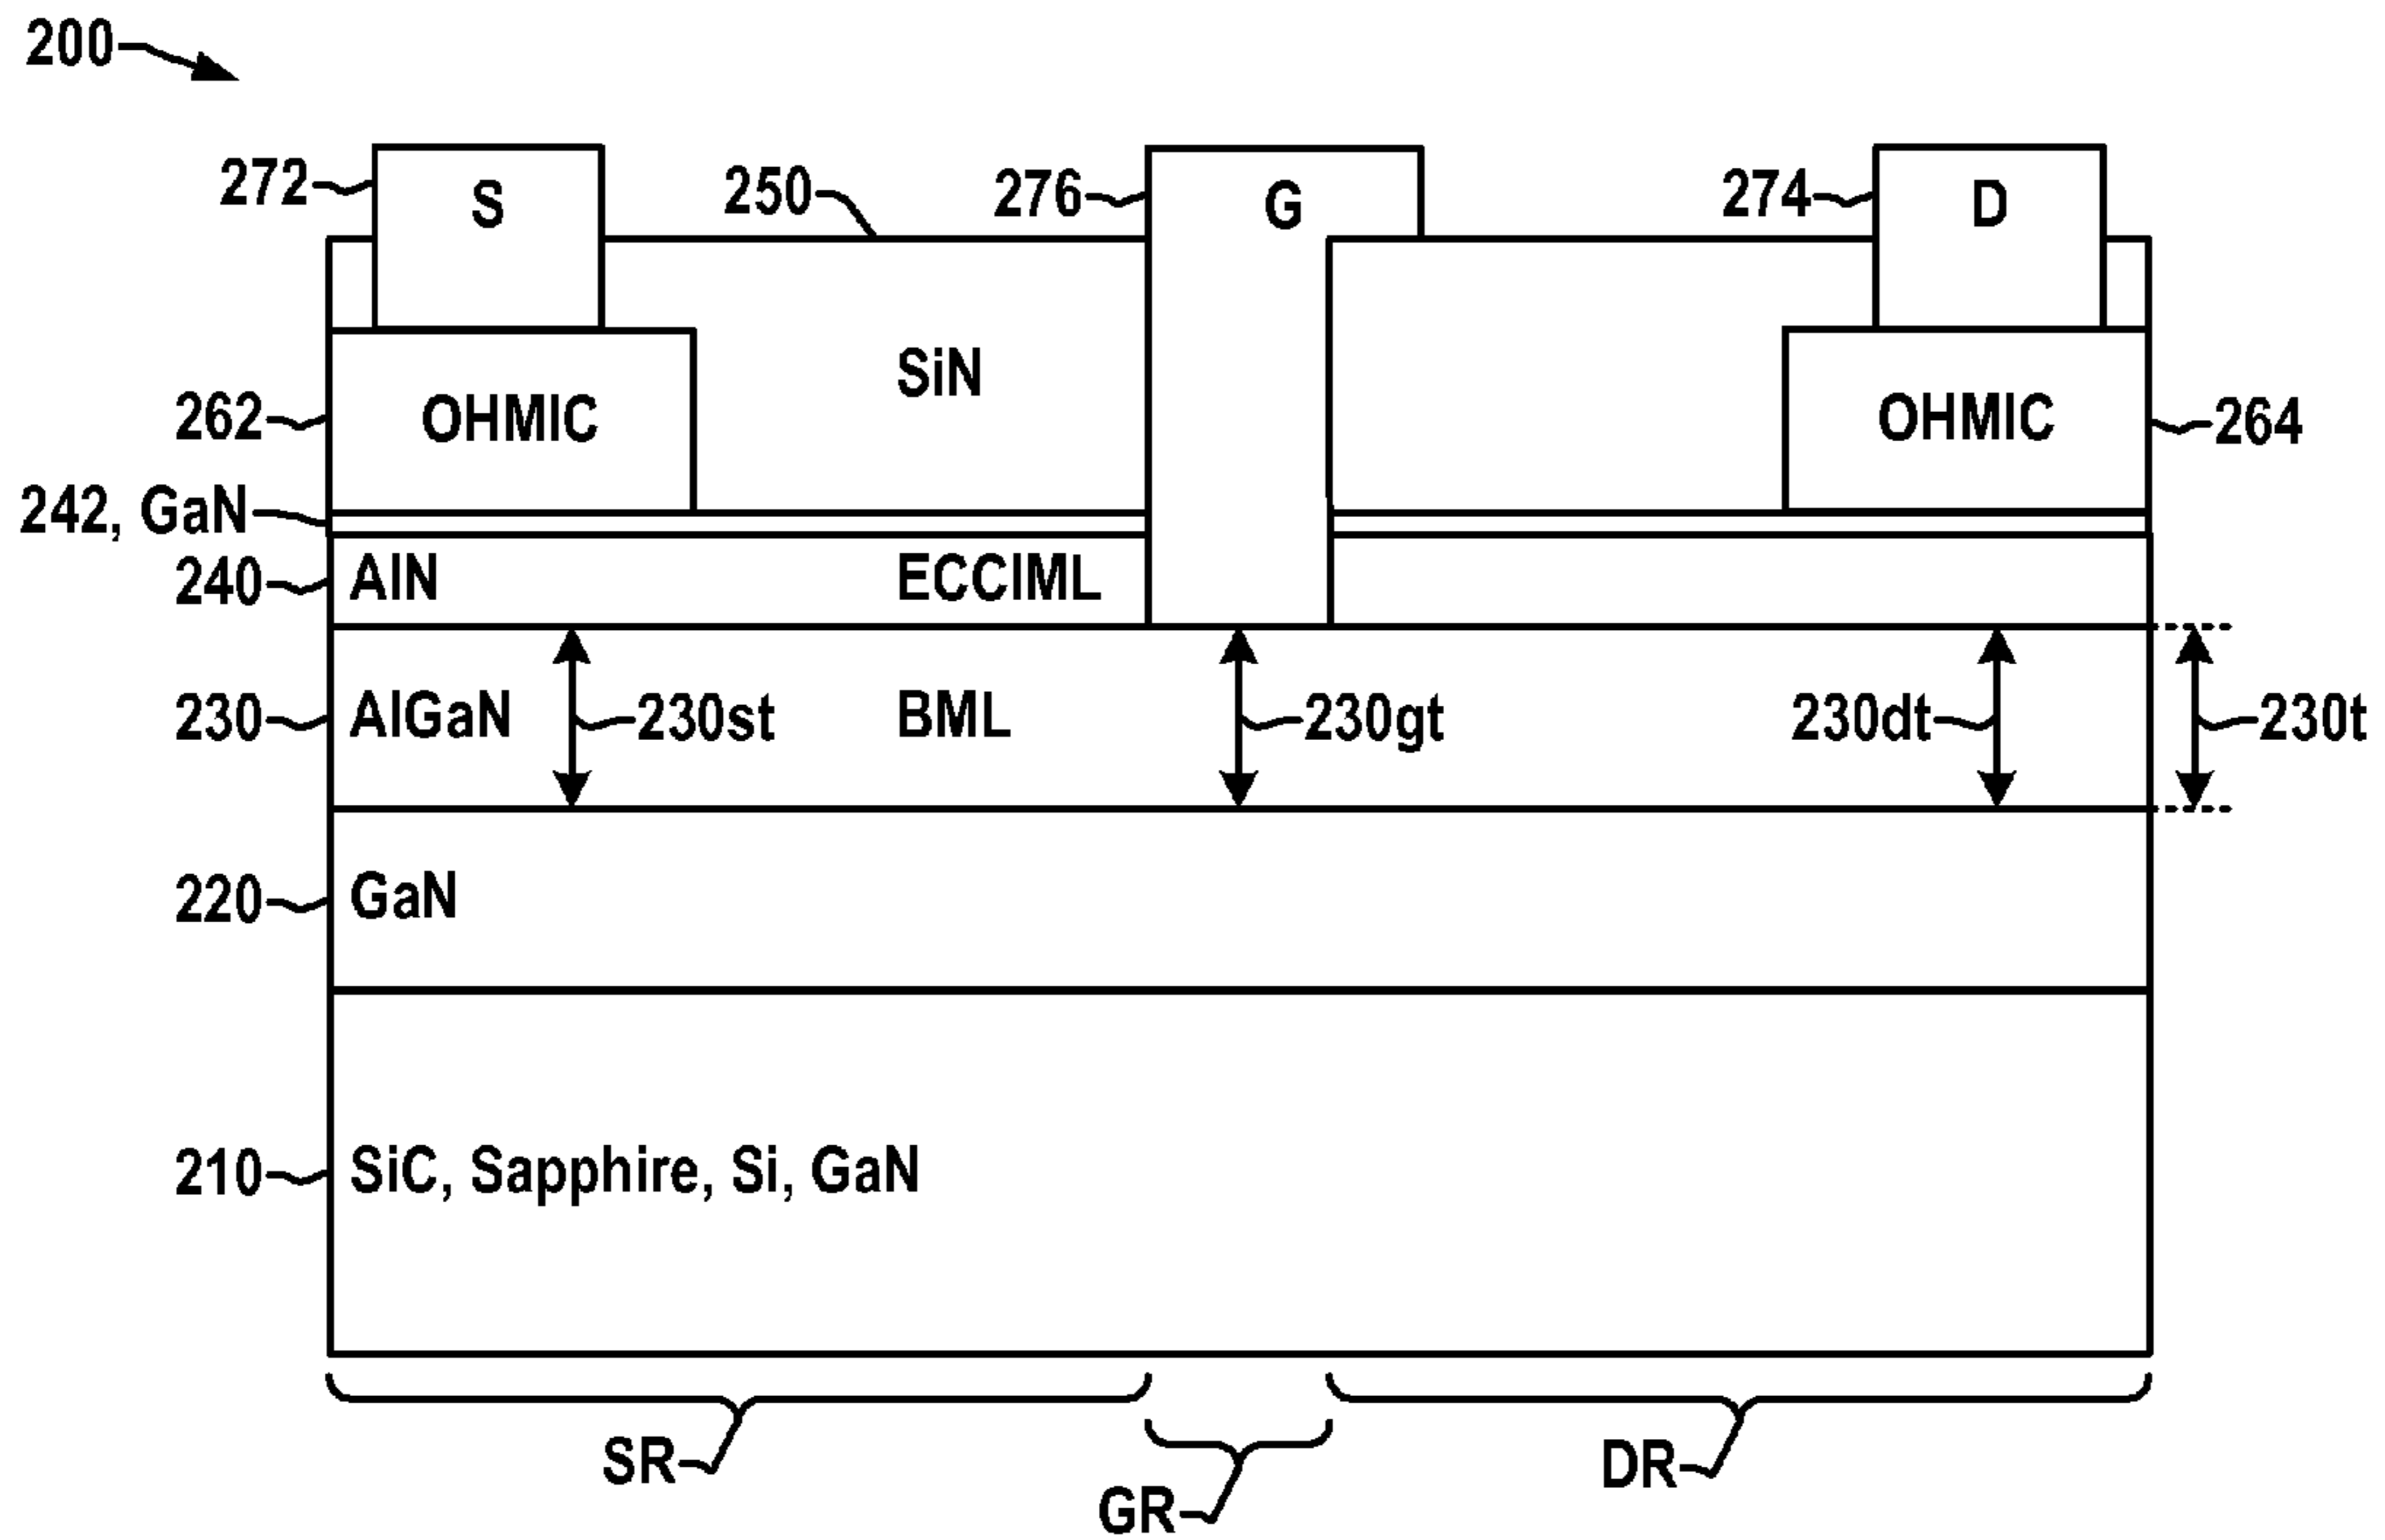 200
272 S 250 276 G 274 D
SiN
262 OHMIC OHMIC 264
242, GaN
240 AlN ECCIML
230 AlGaN 230st BML 230gt 230dt 230t
220 GaN
210 SiC, Sapphire, Si, GaN
SR GR DR